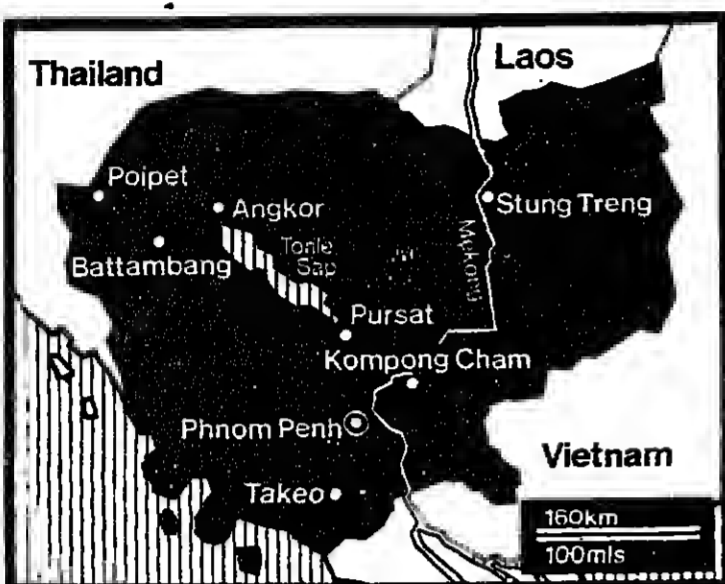 Thailand
Laos
Poipet
Angkor
Stung Treng
Battambang
Tonle
Sap
Mekong
Pursat
Kompong Cham
Phnom Penh
Vietnam
Takeo
160km
100mls